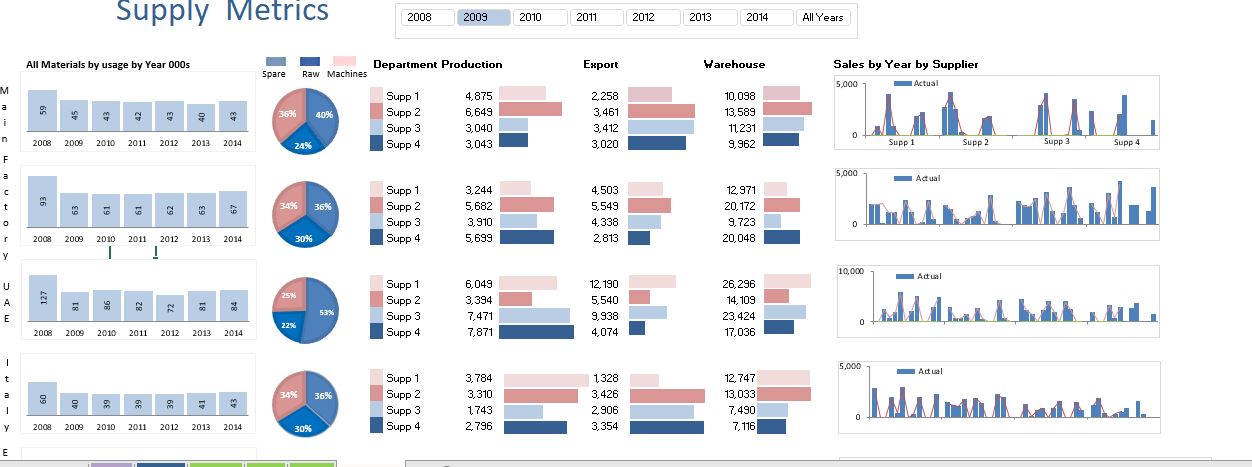 Supply Metrics
2008 2009 2010 2011 2012 2013 2014 All Years
All Materials by usage by Year 000s
Spare Raw Machines
Department Production Export Warehouse
Sales by Year by Supplier
Main Factory
59 45 43 42 43 40 43
2008 2009 2010 2011 2012 2013 2014
36% 40% 24%
Supp 1 4,875 2,258 10,098
Supp 2 6,649 3,461 13,589
Supp 3 3,040 3,412 11,231
Supp 4 3,043 3,020 9,962
5,000 Actual
0
Supp 1 Supp 2 Supp 3 Supp 4
93 63 61 61 62 63 67
2008 2009 2010 2011 2012 2013 2014
34% 36% 30%
Supp 1 3,244 4,503 12,971
Supp 2 5,682 5,549 20,172
Supp 3 3,910 4,338 9,723
Supp 4 5,699 2,813 20,048
5,000 Actual
0
UAE
127 81 86 82 72 81 84
2008 2009 2010 2011 2012 2013 2014
25% 53% 22%
Supp 1 6,049 12,190 26,296
Supp 2 3,394 5,540 14,109
Supp 3 7,471 9,938 23,424
Supp 4 7,871 4,074 17,036
10,000 Actual
0
Italy
60 40 39 39 39 41 43
2008 2009 2010 2011 2012 2013 2014
34% 36% 30%
Supp 1 3,784 1,328 12,747
Supp 2 3,310 3,426 13,033
Supp 3 1,743 2,906 7,490
Supp 4 2,796 3,354 7,116
5,000 Actual
0
E